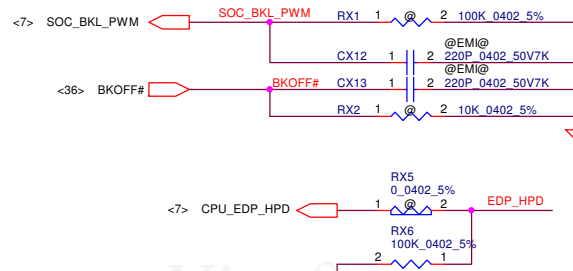 <7> SOC_BKL_PWM SOC_BKL_PWM RX1 1 @ 2 100K_0402_5%
@EMI@
CX12 1 2 220P_0402_50V7K
@EMI@
<36> BKOFF# BKOFF# CX13 1 2 220P_0402_50V7K
RX2 1 @ 2 10K_0402_5%
RX5
0_0402_5%
<7> CPU_EDP_HPD 1 @ 2 EDP_HPD
RX6
100K_0402_5%
2 1